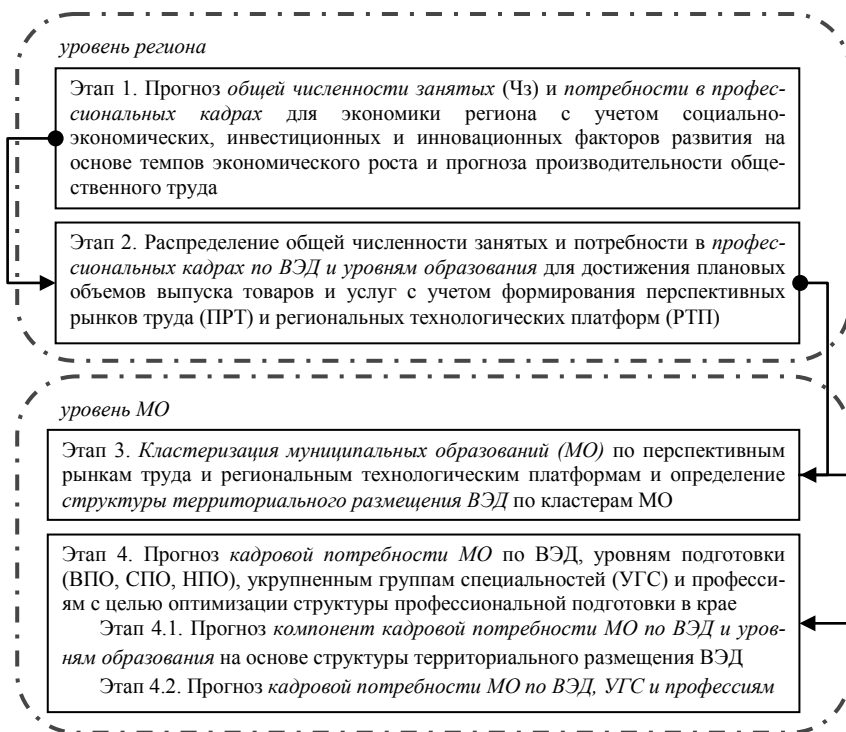 уровень региона
Этап 1. Прогноз общей численности занятых (Чз) и потребности в профес-
сиональных кадрах для экономики региона с учетом социально-
экономических, инвестиционных и инновационных факторов развития на
основе темпов экономического роста и прогноза производительности обще-
ственного труда
Этап 2. Распределение общей численности занятых и потребности в профес-
сиональных кадрах по ВЭД и уровням образования для достижения плановых
объемов выпуска товаров и услуг с учетом формирования перспективных
рынков труда (ПРТ) и региональных технологических платформ (РТП)
уровень МО
Этап 3. Кластеризация муниципальных образований (МО) по перспективным
рынкам труда и региональным технологическим платформам и определение
структуры территориального размещения ВЭД по кластерам МО
Этап 4. Прогноз кадровой потребности МО по ВЭД, уровням подготовки
(ВПО, СПО, НПО), укрупненным группам специальностей (УГС) и професси-
ям с целью оптимизации структуры профессиональной подготовки в крае
Этап 4.1. Прогноз компонент кадровой потребности МО по ВЭД и уров-
ням образования на основе структуры территориального размещения ВЭД
Этап 4.2. Прогноз кадровой потребности МО по ВЭД, УГС и профессиям